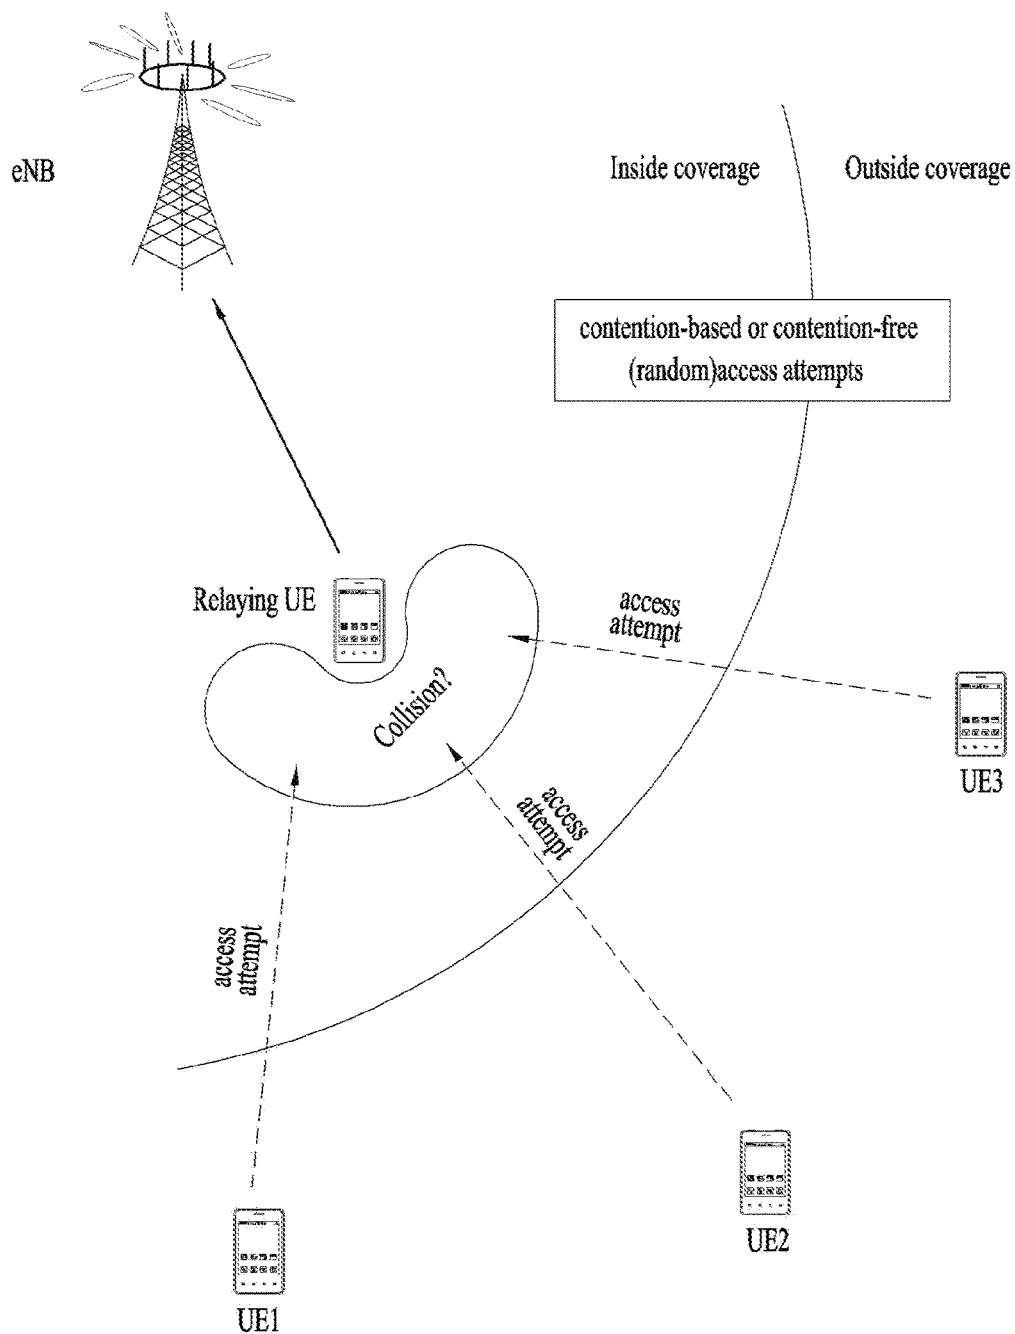 eNB
Inside coverage
Outside coverage
contention-based or contention-free
(random)access attempts
Relaying UE
access
attempt
Collision?
UE3
access
attempt
access
attempt
UE2
UE1